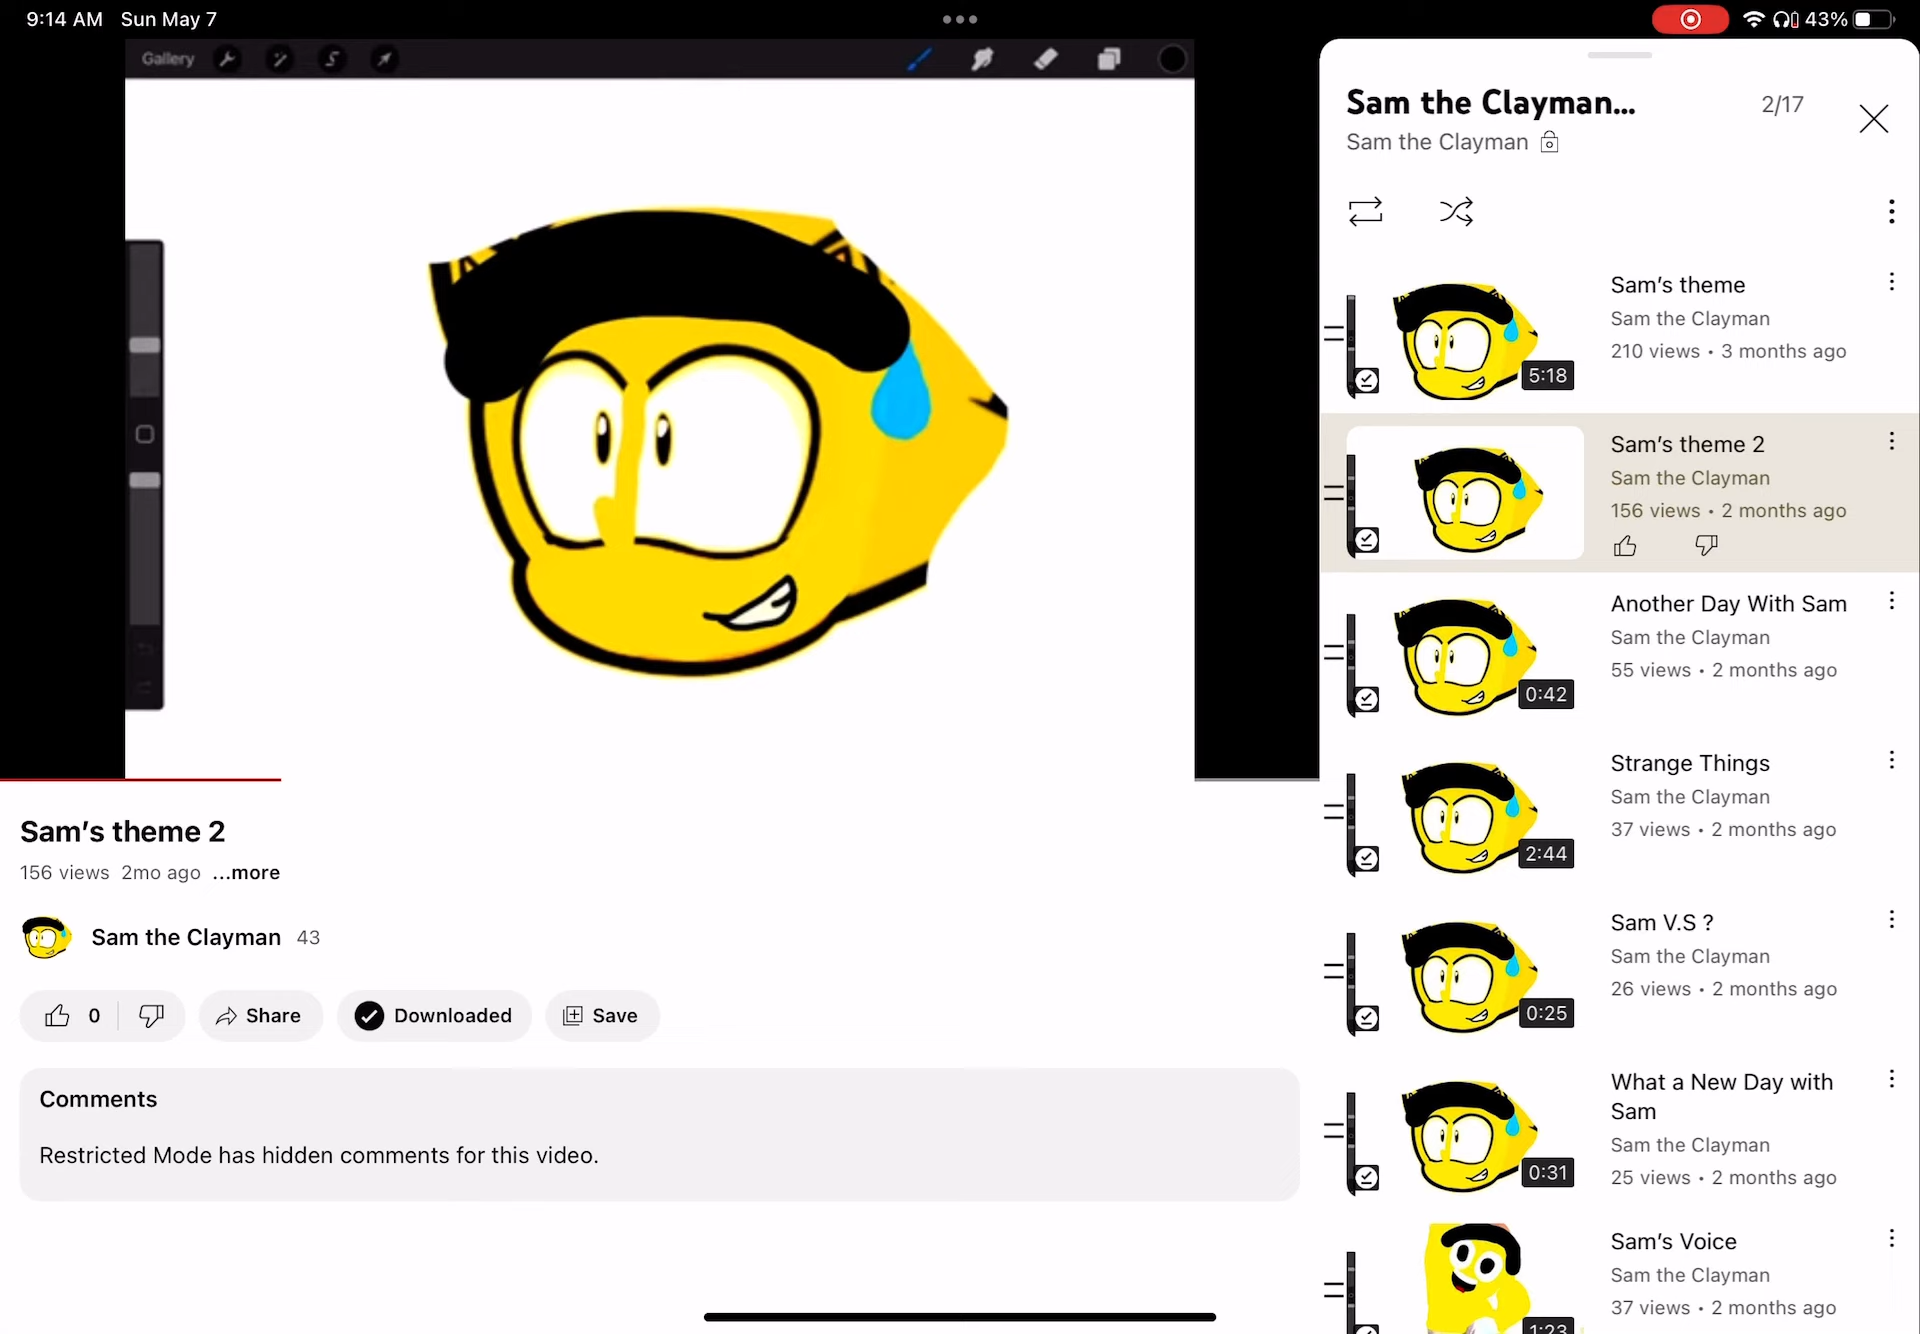 9:14 AM Sun May 7
43%
Gallery
Sam the Clayman...
2/17
Sam the Clayman
Sam's theme
Sam the Clayman
210 views • 3 months ago
5:18
Sam's theme 2
Sam the Clayman
156 views • 2 months ago
Another Day With Sam
Sam the Clayman
55 views • 2 months ago
0:42
Strange Things
Sam the Clayman
37 views • 2 months ago
2:44
Sam V.S ?
Sam the Clayman
26 views • 2 months ago
0:25
What a New Day with
Sam
Sam the Clayman
25 views • 2 months ago
0:31
Sam's Voice
Sam the Clayman
37 views • 2 months ago
1:23
Sam's theme 2
156 views 2mo ago ...more
Sam the Clayman 43
0 Share Downloaded Save
Comments
Restricted Mode has hidden comments for this video.